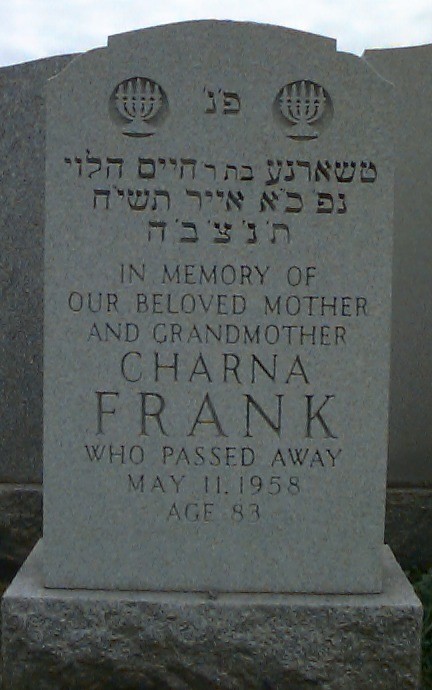 פ'נ'
טשארנע בת ר חיים הלוי
נפ' כ'א אייר תשי'ח
ת'נ'צ'ב'ה
IN MEMORY OF
OUR BELOVED MOTHER
AND GRANDMOTHER
CHARNA
FRANK
WHO PASSED AWAY
MAY 11. 1958
AGE 83